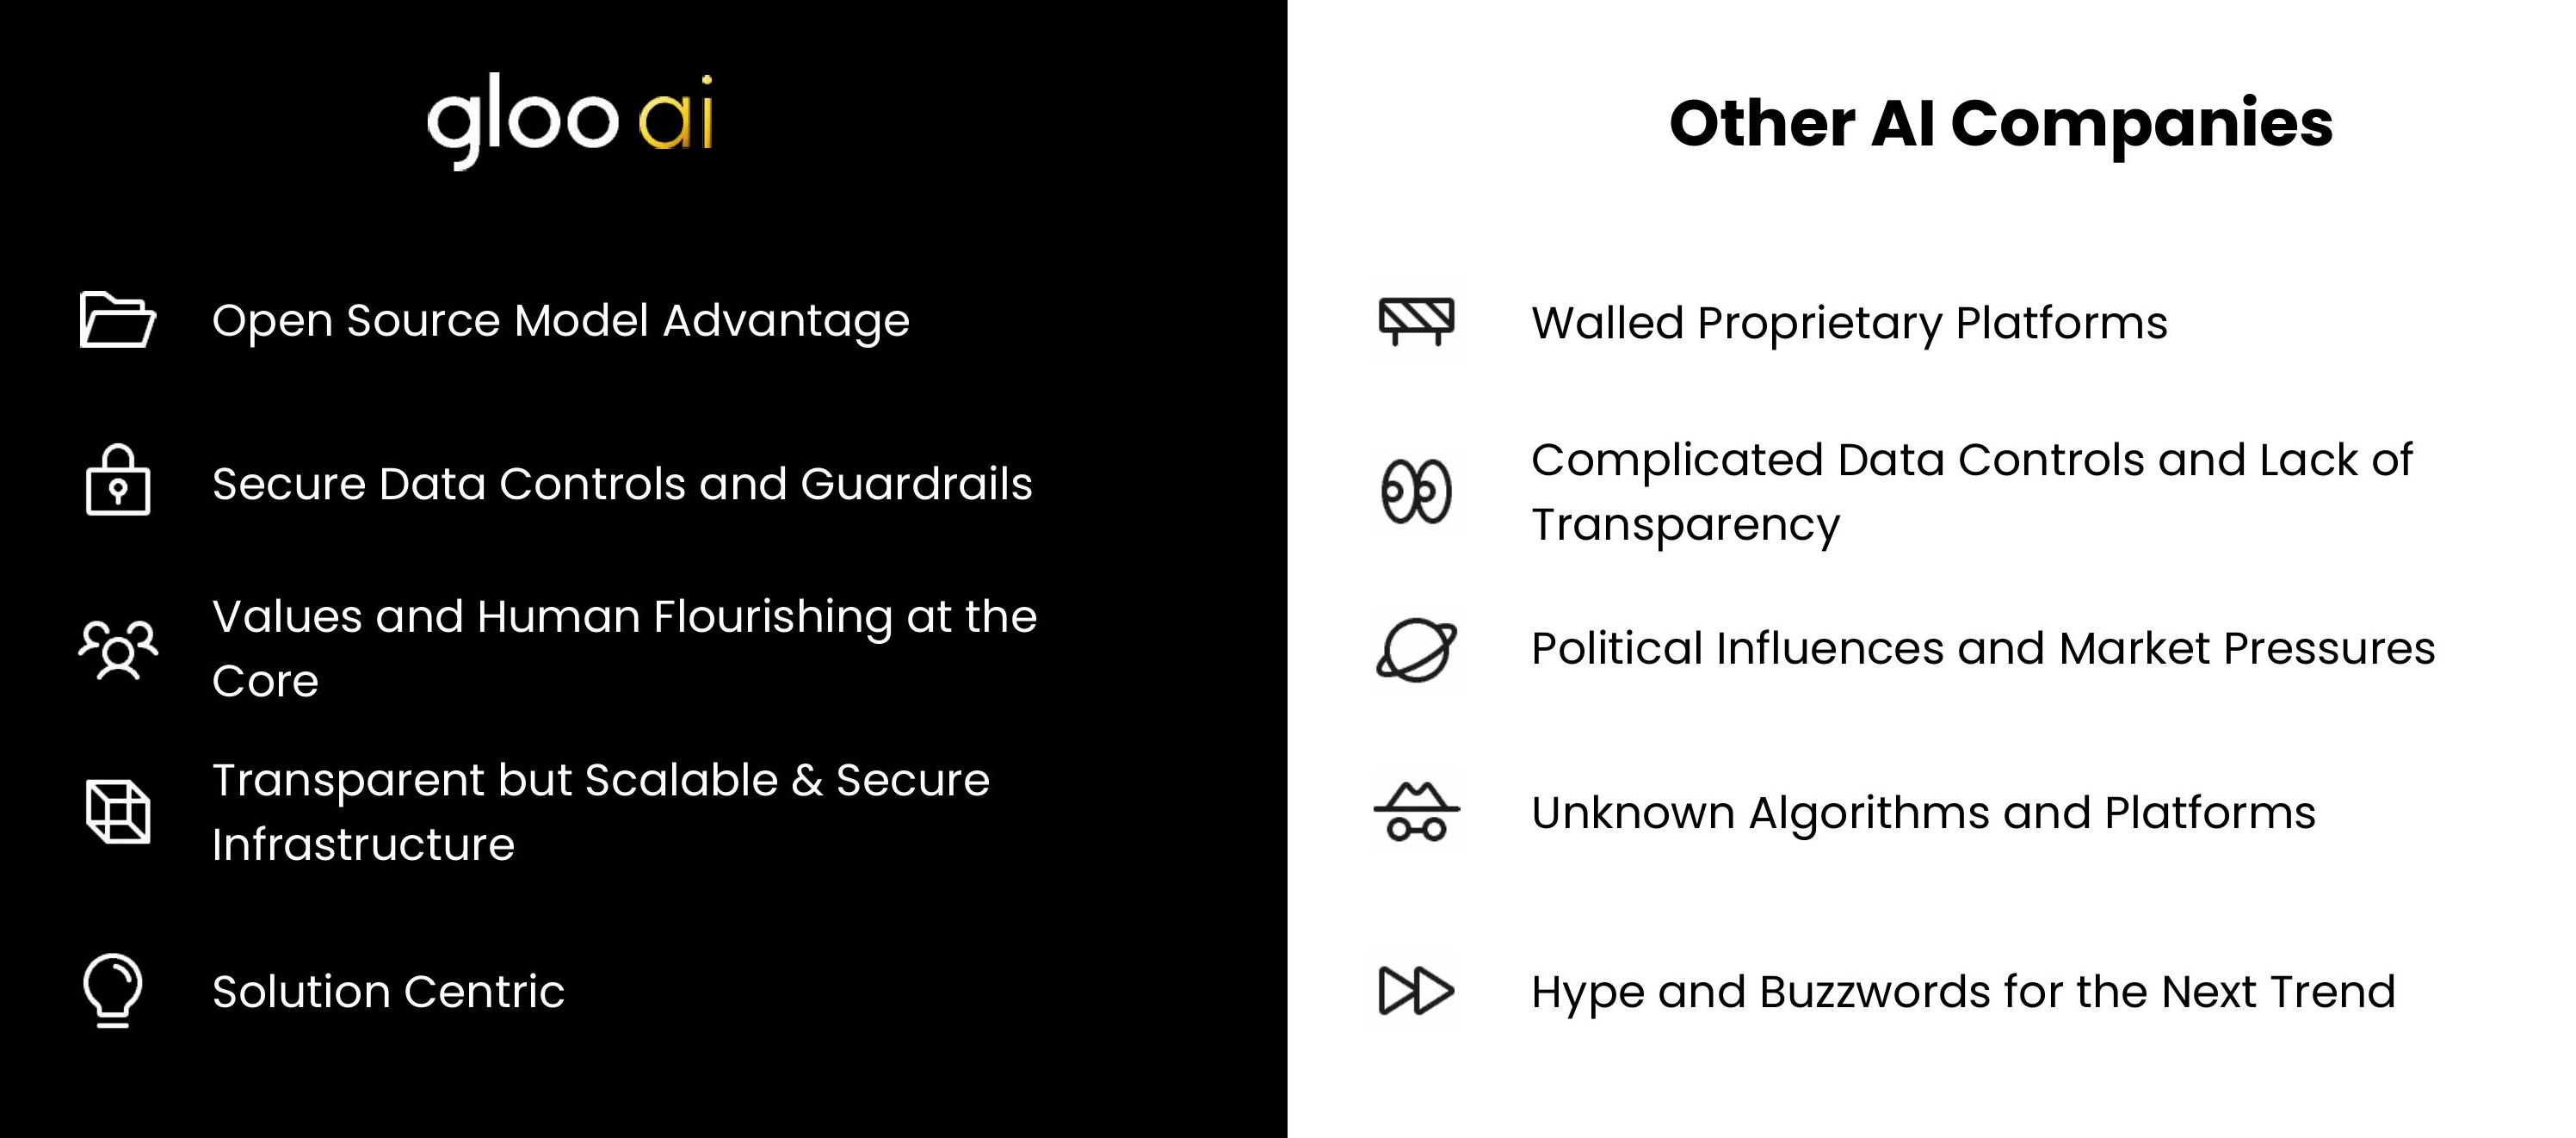 gloo ai
Open Source Model Advantage
Secure Data Controls and Guardrails
Values and Human Flourishing at the
Core
Transparent but Scalable & Secure
Infrastructure
Solution Centric
Other AI Companies
Walled Proprietary Platforms
Complicated Data Controls and Lack of
Transparency
Political Influences and Market Pressures
Unknown Algorithms and Platforms
Hype and Buzzwords for the Next Trend